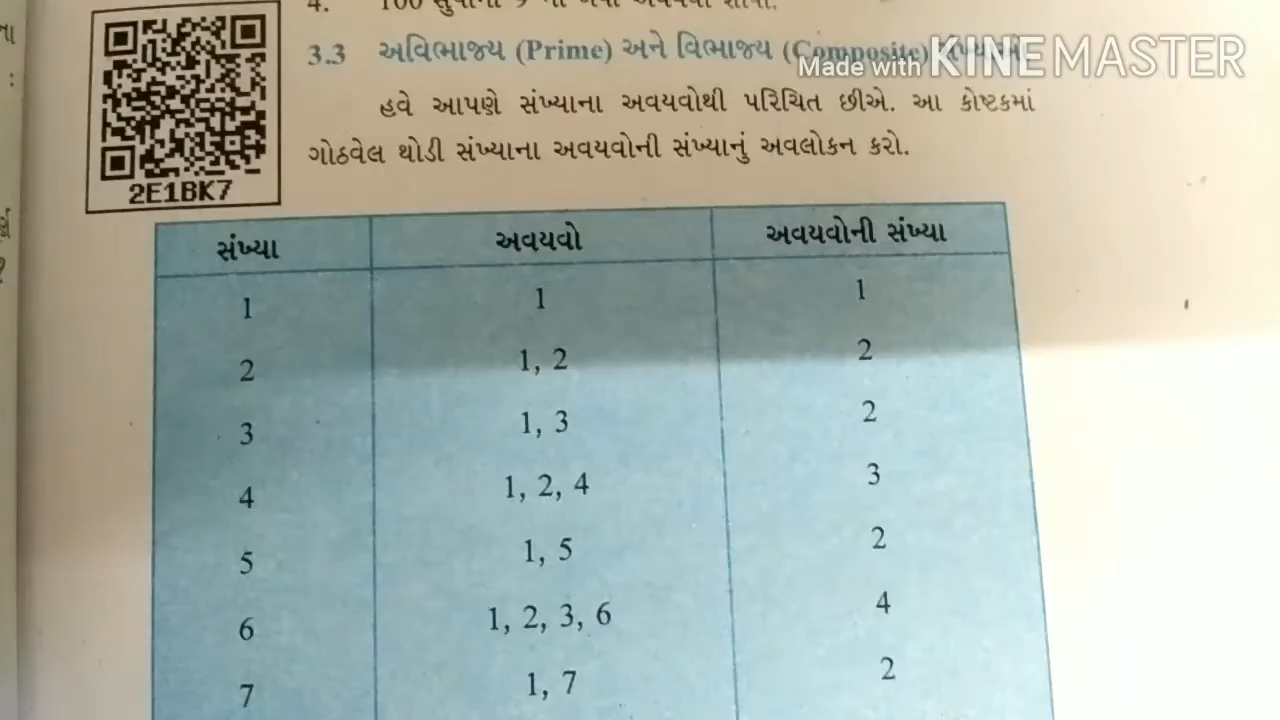 4.
3.3 અવિભાજ્ય (Prime) અને વિભાજ્ય (Composite)
Made with KINEMASTER
હવે આપણે સંખ્યાના અવયવોથી પરિચિત છીએ. આ કોષ્ટકમાં
ગોઠવેલ થોડી સંખ્યાના અવયવોની સંખ્યાનું અવલોકન કરો.
2E1BK7
સંખ્યા અવયવો અવયવોની સંખ્યા
1 1 1
2 1, 2 2
3 1, 3 2
4 1, 2, 4 3
5 1, 5 2
6 1, 2, 3, 6 4
7 1, 7 2